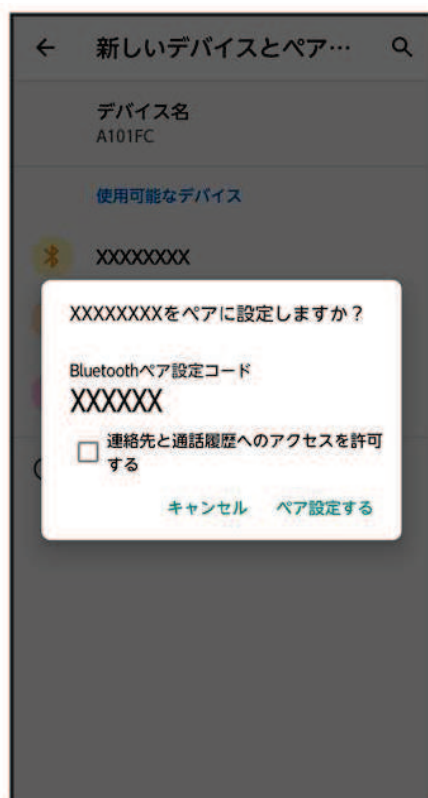 新しいデバイスとペア…
デバイス名
A101FC
使用可能なデバイス
XXXXXXXX
XXXXXXXXをペアに設定しますか？
Bluetoothペア設定コード
XXXXXX
連絡先と通話履歴へのアクセスを許可
する
キャンセル ペア設定する